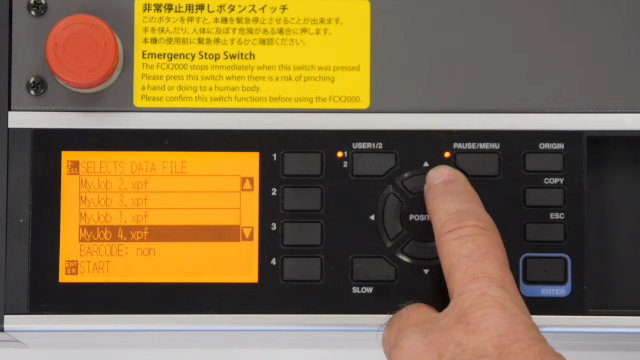 非常停止用押しボタンスイッチ
このボタンを押すと、本機を緊急停止させることが出来ます。
手を挟んだり、人体に及ぼす危険がある場合に押します。
本機の使用前に緊急停止するかご確認ください。
Emergency Stop Switch
The FCX2000 stops immediately when this switch was pressed
Please press this switch when there is a risk of pinching
a hand or doing to a human body.
Please confirm this switch functions before using the FCX2000.
SELECTS DATA FILE
MyJob 2.xpf
MyJob 3.xpf
MyJob 1.xpf
MyJob 4.xpf
BARCODE: non
START
1
2
3
4
USER1/2
1
2
SLOW
POSIT
PAUSE/MENU
ORIGIN
COPY
ESC
ENTER